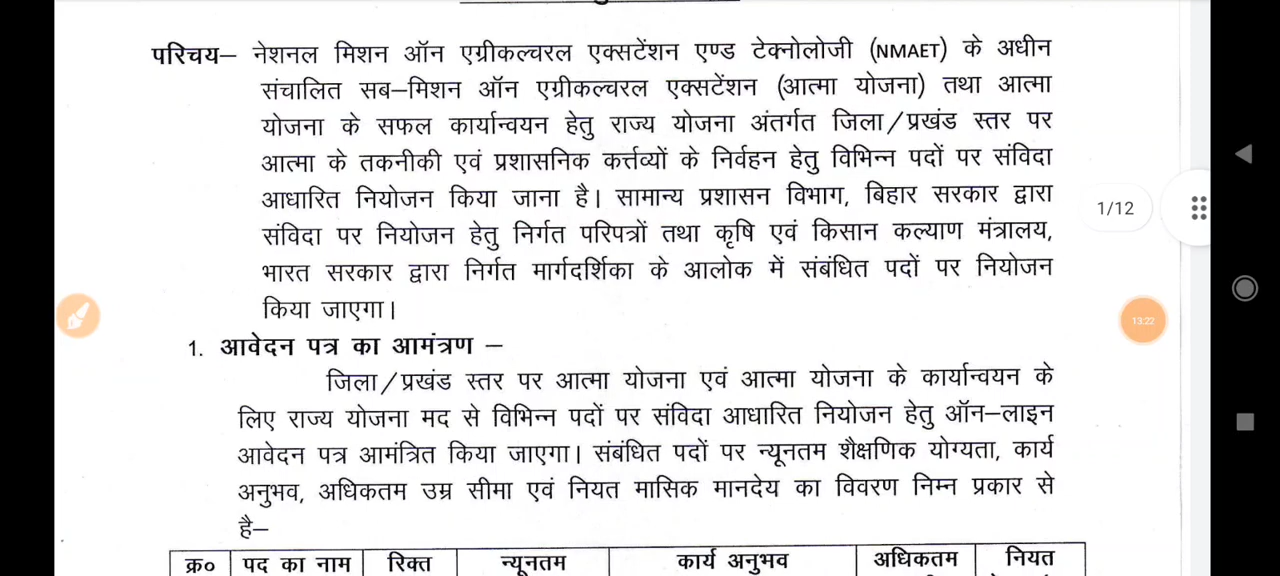 परिचय– नेशनल मिशन ऑन एग्रीकल्चरल एक्सटेंशन एण्ड टेक्नोलोजी (NMAET) के अधीन
संचालित सब–मिशन ऑन एग्रीकल्चरल एक्सटेंशन (आत्मा योजना) तथा आत्मा
योजना के सफल कार्यान्वयन हेतु राज्य योजना अंतर्गत जिला/प्रखंड स्तर पर
आत्मा के तकनीकी एवं प्रशासनिक कर्त्तव्यों के निर्वहन हेतु विभिन्न पदों पर संविदा
आधारित नियोजन किया जाना है। सामान्य प्रशासन विभाग, बिहार सरकार द्वारा
संविदा पर नियोजन हेतु निर्गत परिपत्रों तथा कृषि एवं किसान कल्याण मंत्रालय,
भारत सरकार द्वारा निर्गत मार्गदर्शिका के आलोक में संबंधित पदों पर नियोजन
किया जाएगा।
1. आवेदन पत्र का आमंत्रण –
जिला/प्रखंड स्तर पर आत्मा योजना एवं आत्मा योजना के कार्यान्वयन के
लिए राज्य योजना मद से विभिन्न पदों पर संविदा आधारित नियोजन हेतु ऑन–लाइन
आवेदन पत्र आमंत्रित किया जाएगा। संबंधित पदों पर न्यूनतम शैक्षणिक योग्यता, कार्य
अनुभव, अधिकतम उम्र सीमा एवं नियत मासिक मानदेय का विवरण निम्न प्रकार से
है–
क्र० पद का नाम रिक्त न्यूनतम कार्य अनुभव अधिकतम नियत
1/12
13:22